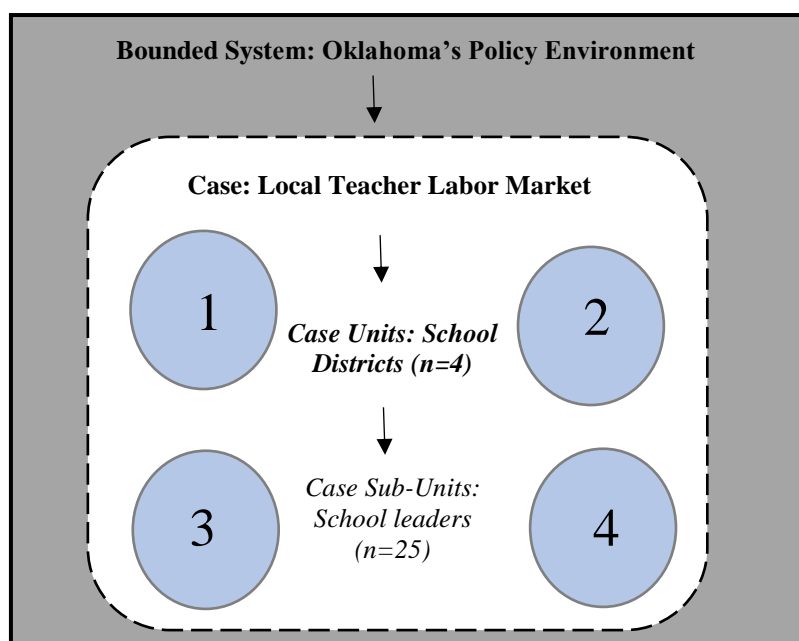 Bounded System: Oklahoma’s Policy Environment
Case: Local Teacher Labor Market
1
2
Case Units: School
Districts (n=4)
3
Case Sub-Units:
School leaders
(n=25)
4